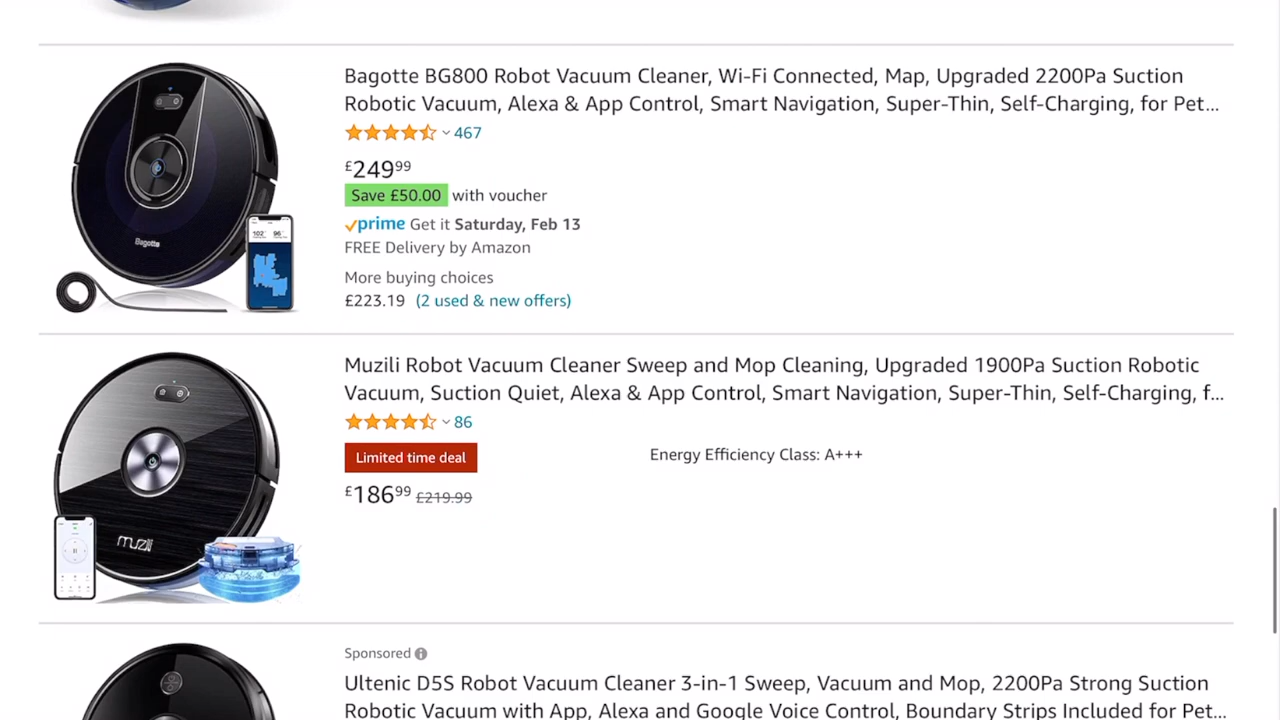 Bagotte BG800 Robot Vacuum Cleaner, Wi-Fi Connected, Map, Upgraded 2200Pa Suction
Robotic Vacuum, Alexa & App Control, Smart Navigation, Super-Thin, Self-Charging, for Pet...
467
£249.99
Save £50.00 with voucher
prime Get it Saturday, Feb 13
FREE Delivery by Amazon
More buying choices
£223.19 (2 used & new offers)
Bagotte
102 96
Muzili Robot Vacuum Cleaner Sweep and Mop Cleaning, Upgraded 1900Pa Suction Robotic
Vacuum, Suction Quiet, Alexa & App Control, Smart Navigation, Super-Thin, Self-Charging, f...
86
Limited time deal
Energy Efficiency Class: A+++
£186.99 £219.99
muzili
Sponsored
Ultenic D5S Robot Vacuum Cleaner 3-in-1 Sweep, Vacuum and Mop, 2200Pa Strong Suction
Robotic Vacuum with App, Alexa and Google Voice Control, Boundary Strips Included for Pet...